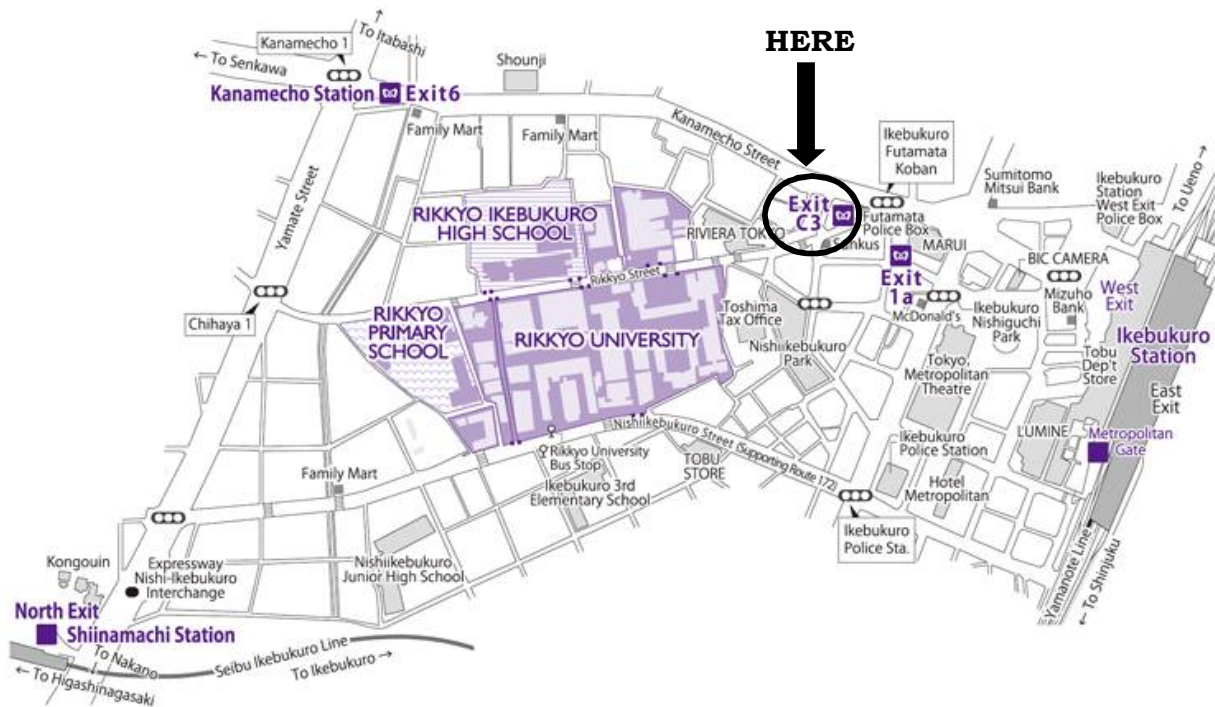 HERE
To Itabashi →
Kanamecho 1
← To Senkawa
Kanamecho Station
Exit6
Shounji
Family Mart
Family Mart
Kanamecho Street
Ikebukuro
Futamata
Koban
Sumitomo
Mitsui Bank
Ikebukuro
Station
West Exit
Police Box
To Ueno →
Yamate Street
RIKKYO IKEBUKURO
HIGH SCHOOL
RIVIERA TOKYO
Exit
C3
Futamata
Police Box
Sunkus
MARUI
Exit
1a
BIC CAMERA
West
Exit
Mizuho
Bank
Ikebukuro
Station
Rikkyo Street
Chihaya 1
RIKKYO
PRIMARY
SCHOOL
RIKKYO UNIVERSITY
Toshima
Tax Office
Nishiikebukuro
Park
McDonald's
Ikebukuro
Nishiguchi
Park
Tokyo
Metropolitan
Theatre
Tobu
Dep't
Store
East
Exit
LUMINE
Metropolitan
Gate
Nishiikebukuro Street (Supporting Route 172)
Rikkyo University
Bus Stop
TOBU
STORE
Ikebukuro 3rd
Elementary School
Ikebukuro
Police Station
Hotel
Metropolitan
Family Mart
Ikebukuro
Police Sta.
Yamanote Line
← To Shinjuku
Kongouin
Expressway
Nishi-Ikebukuro
Interchange
Nishiikebukuro
Junior High School
North Exit
Shiinamachi Station
To Nakano
← To Higashinagasaki
Seibu Ikebukuro Line
To Ikebukuro →